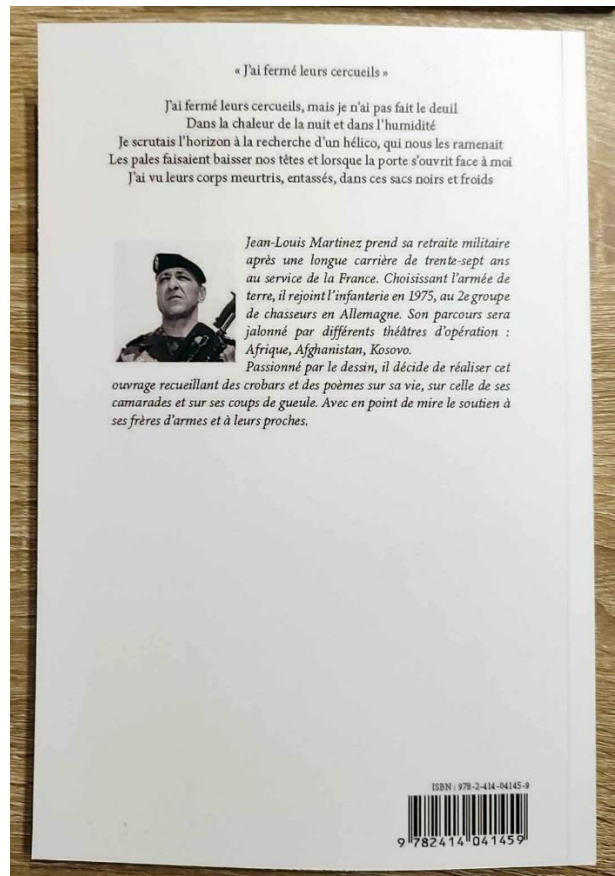 « J'ai fermé leurs cercueils »
J'ai fermé leurs cercueils, mais je n'ai pas fait le deuil
Dans la chaleur de la nuit et dans l'humidité
Je scrutais l'horizon à la recherche d'un hélico, qui nous les ramenait
Les pales faisaient baisser nos têtes et lorsque la porte s'ouvrit face à moi
J'ai vu leurs corps meurtris, entassés, dans ces sacs noirs et froids
Jean-Louis Martinez prend sa retraite militaire
après une longue carrière de trente-sept ans
au service de la France. Choisissant l'armée de
terre, il rejoint l'infanterie en 1975, au 2e groupe
de chasseurs en Allemagne. Son parcours sera
jalonné par différents théâtres d'opération :
Afrique, Afghanistan, Kosovo.
Passionné par le dessin, il décide de réaliser cet
ouvrage recueillant des crobars et des poèmes sur sa vie, sur celle de ses
camarades et sur ses coups de gueule. Avec en point de mire le soutien à
ses frères d'armes et à leurs proches.
ISBN : 978-2-414-04145-9
9 782414 041459